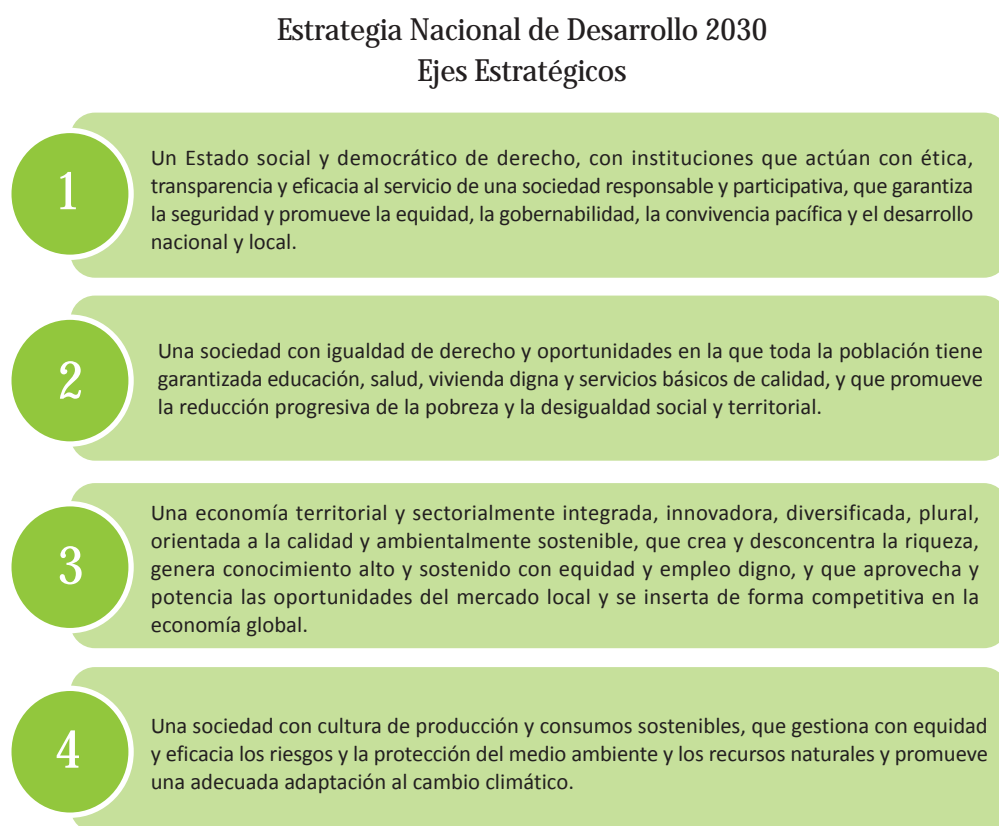 Estrategia Nacional de Desarrollo 2030
Ejes Estratégicos
1
Un Estado social y democrático de derecho, con instituciones que actúan con ética,
transparencia y eficacia al servicio de una sociedad responsable y participativa, que garantiza
la seguridad y promueve la equidad, la gobernabilidad, la convivencia pacífica y el desarrollo
nacional y local.
2
Una sociedad con igualdad de derecho y oportunidades en la que toda la población tiene
garantizada educación, salud, vivienda digna y servicios básicos de calidad, y que promueve
la reducción progresiva de la pobreza y la desigualdad social y territorial.
3
Una economía territorial y sectorialmente integrada, innovadora, diversificada, plural,
orientada a la calidad y ambientalmente sostenible, que crea y desconcentra la riqueza,
genera conocimiento alto y sostenido con equidad y empleo digno, y que aprovecha y
potencia las oportunidades del mercado local y se inserta de forma competitiva en la
economía global.
4
Una sociedad con cultura de producción y consumos sostenibles, que gestiona con equidad
y eficacia los riesgos y la protección del medio ambiente y los recursos naturales y promueve
una adecuada adaptación al cambio climático.